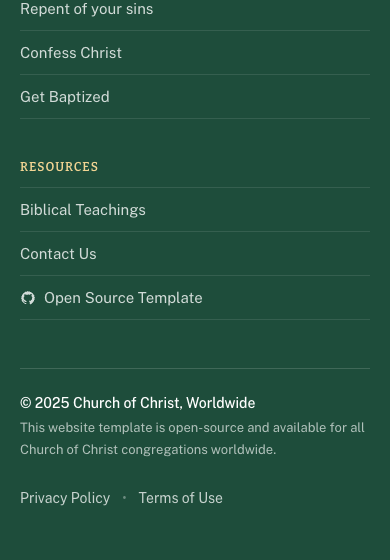 Repent of your sins
Confess Christ
Get Baptized
RESOURCES
Biblical Teachings
Contact Us
Open Source Template
© 2025 Church of Christ, Worldwide
This website template is open-source and available for all
Church of Christ congregations worldwide.
Privacy Policy • Terms of Use